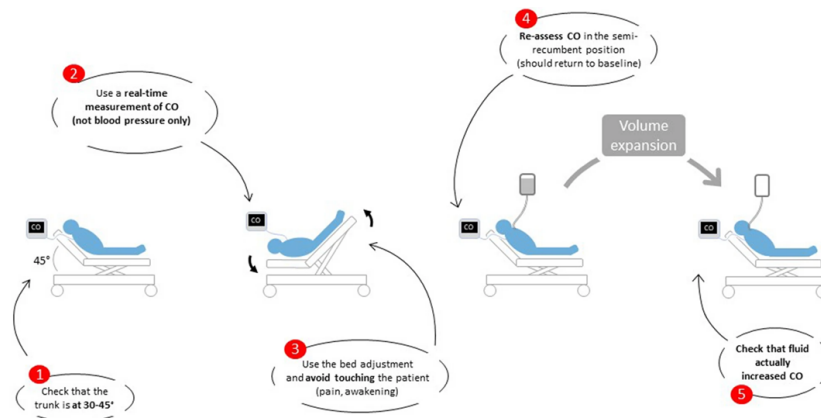 4
Re-assess CO in the semi-
recumbent position
(should return to baseline)
2
Use a real-time
measurement of CO
(not blood pressure only)
Volume
expansion
CO
45°
CO
CO
CO
1
Check that the
trunk is at 30-45°
3
Use the bed adjustment
and avoid touching the patient
(pain, awakening)
Check that fluid
actually
increased CO
5